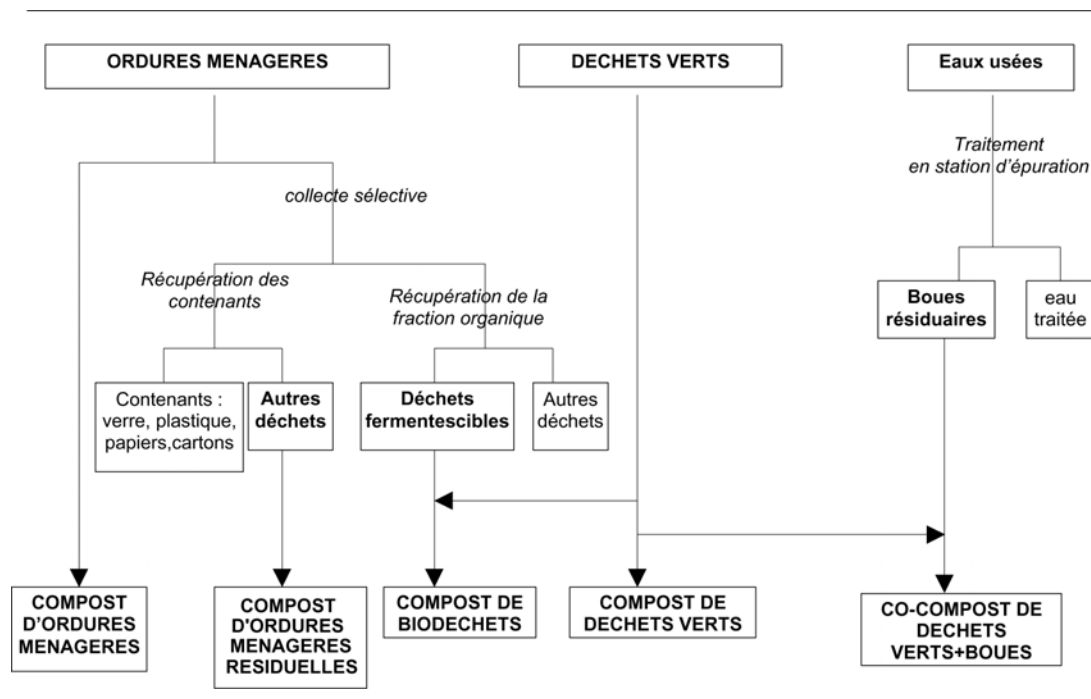 ORDURES MENAGERES
DECHETS VERTS
Eaux usées
Traitement
en station d'épuration
collecte sélective
Récupération des
contenants
Récupération de la
fraction organique
Boues
résiduaires
eau
traitée
Contenants :
verre, plastique,
papiers,cartons
Autres
déchets
Déchets
fermentescibles
Autres
déchets
COMPOST
D'ORDURES
MENAGERES
COMPOST
D'ORDURES
MENAGERES
RESIDUELLES
COMPOST DE
BIODECHETS
COMPOST DE
DECHETS VERTS
CO-COMPOST DE
DECHETS
VERTS+BOUES